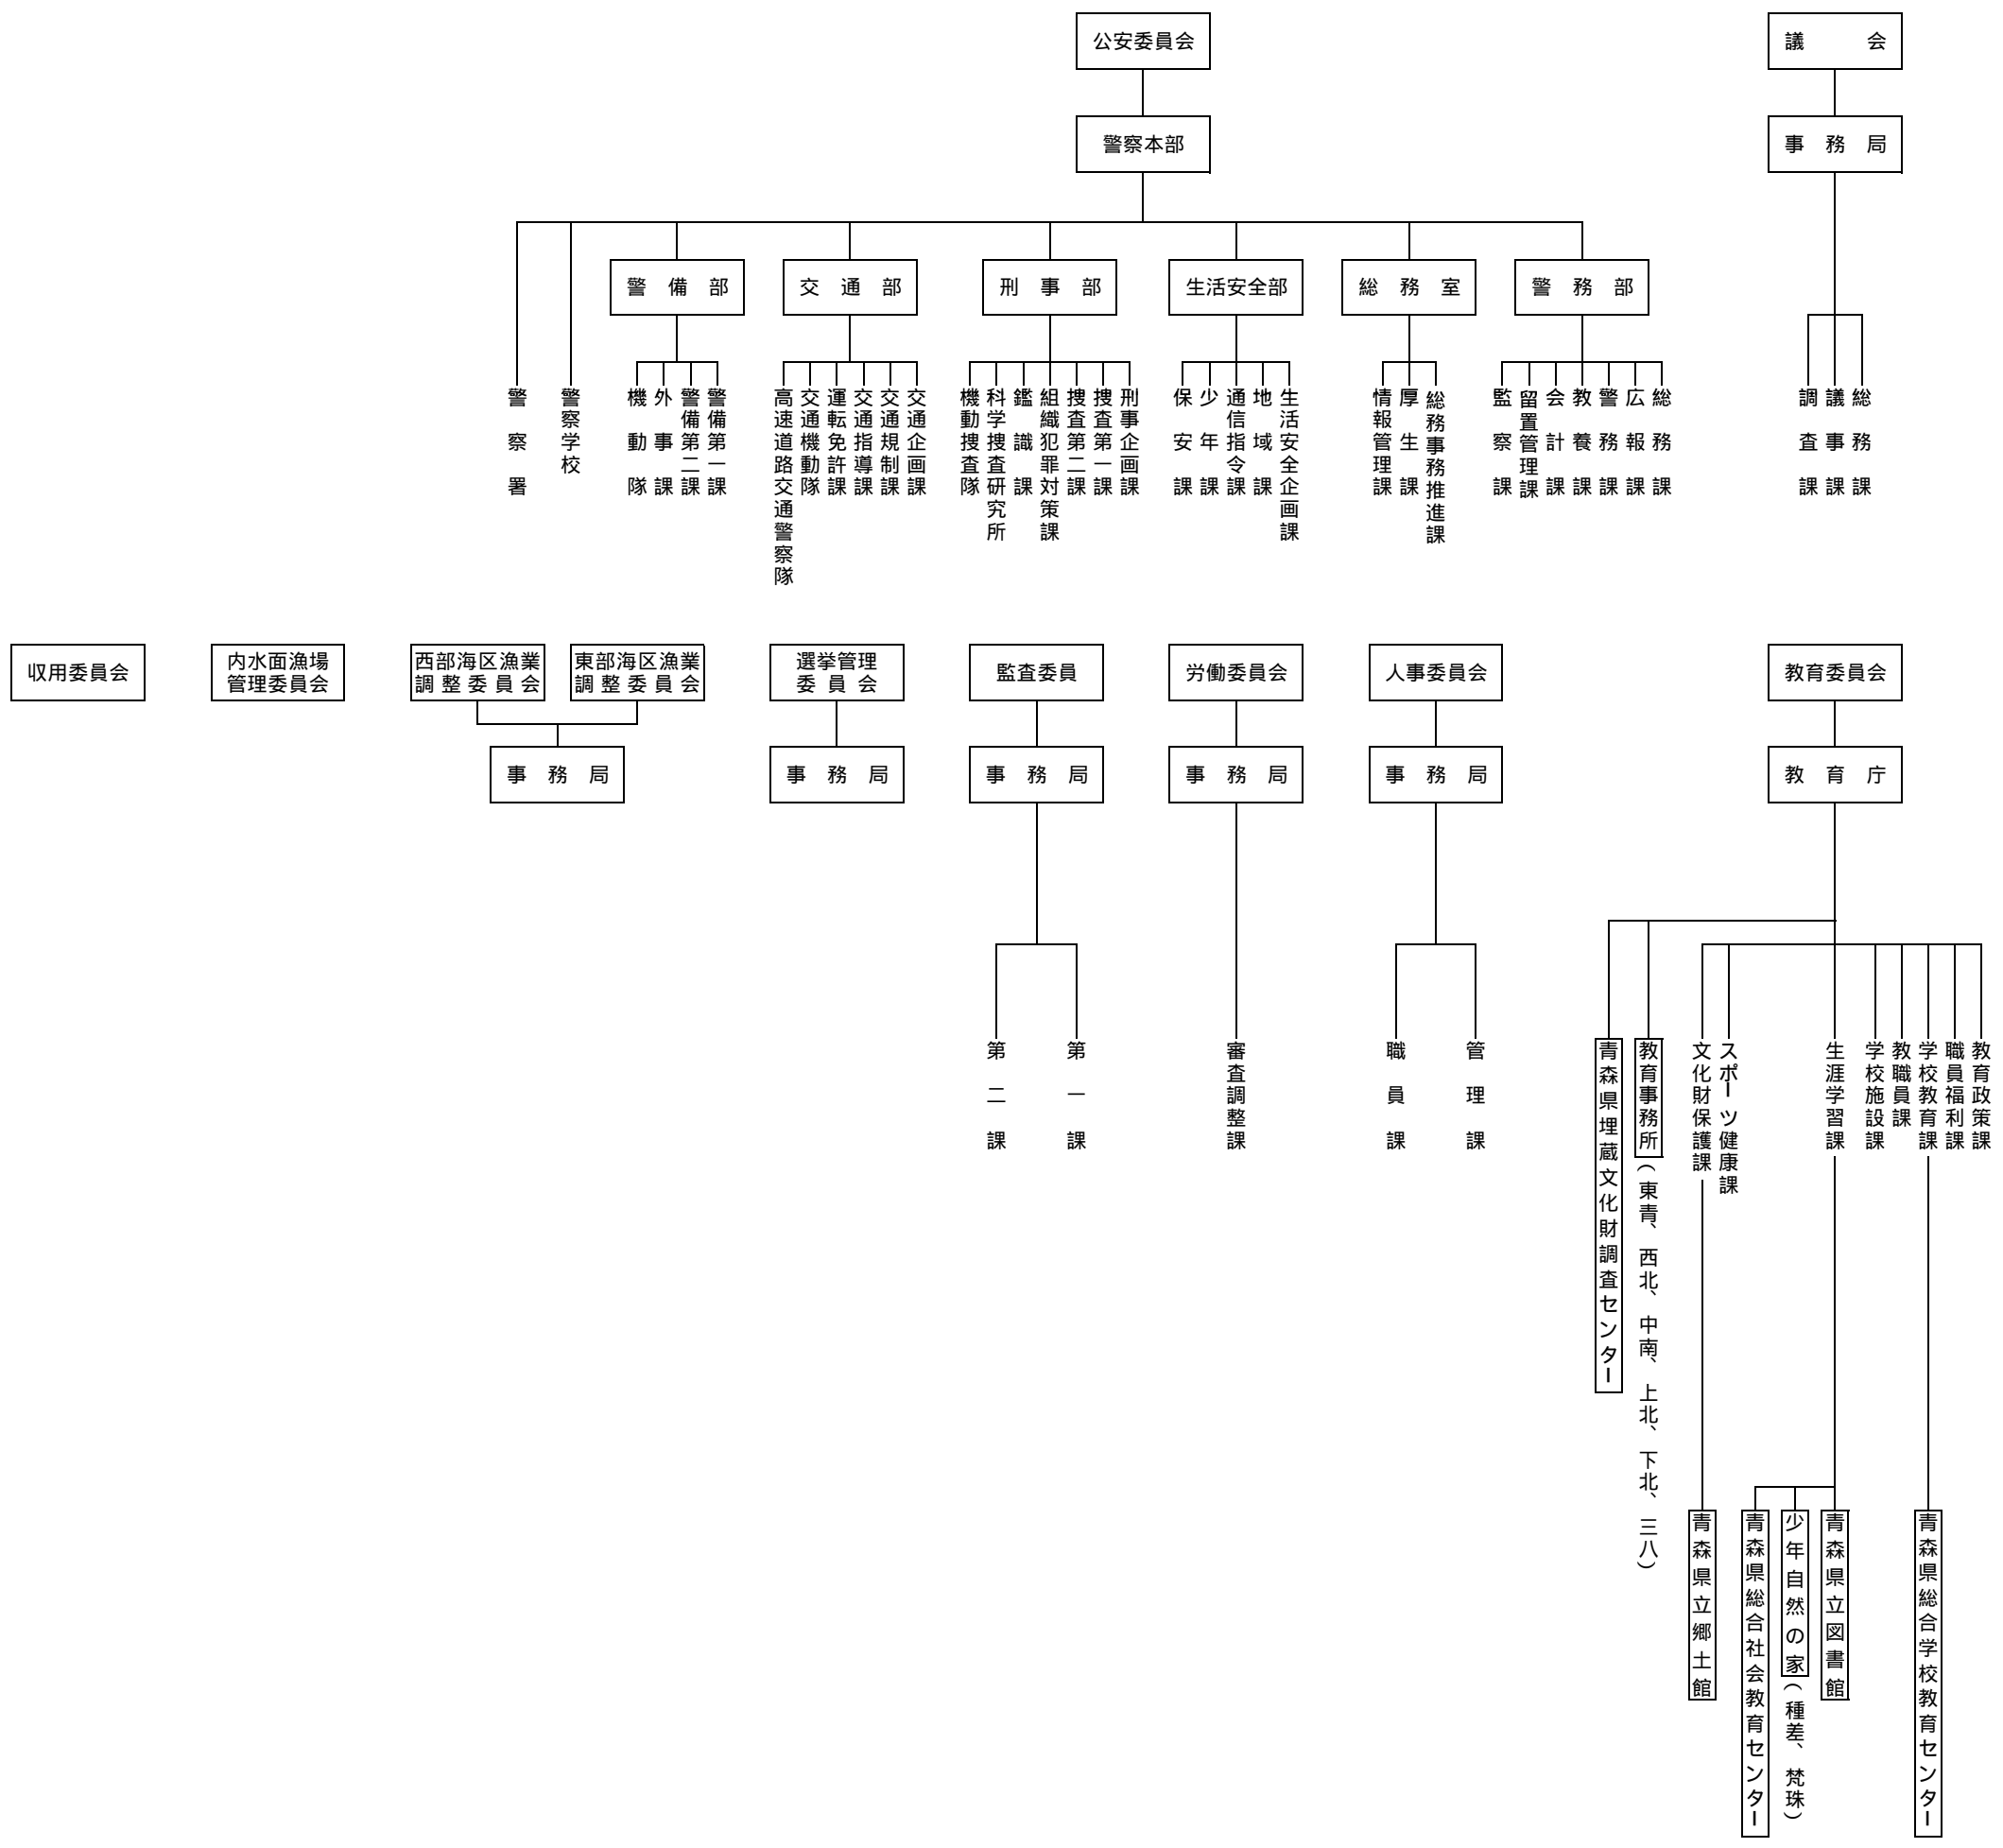 公安委員会
議　　会
警察本部
事　務　局
警　備　部
交　通　部
刑　事　部
生活安全部
総　務　室
警　務　部
総務課
議事課
調査課
総務課
広報課
警務課
教養課
会計課
留置管理課
監察課
総務事務推進課
厚生課
情報管理課
生活安全企画課
地域課
通信指令課
少年課
保安課
刑事企画課
捜査第一課
捜査第二課
組織犯罪対策課
鑑識課
科学捜査研究所
機動捜査隊
交通企画課
交通規制課
交通指導課
運転免許課
交通機動隊
高速道路交通警察隊
警備第一課
警備第二課
外事課
機動隊
警察学校
警察署
収用委員会
内水面漁場
管理委員会
西部海区漁業
調整委員会
東部海区漁業
調整委員会
選挙管理
委員会
監査委員
労働委員会
人事委員会
教育委員会
事　務　局
事　務　局
事　務　局
事　務　局
事　務　局
教　育　庁
教育政策課
職員福利課
学校教育課
教職員課
学校施設課
生涯学習課
スポーツ健康課
文化財保護課
教育事務所（東青、西北、中南、上北、下北、三八）
青森県埋蔵文化財調査センター
管理課
職員課
審査調整課
第一課
第二課
青森県総合学校教育センター
青森県立図書館
少年自然の家（種差、梵珠）
青森県総合社会教育センター
青森県立郷土館